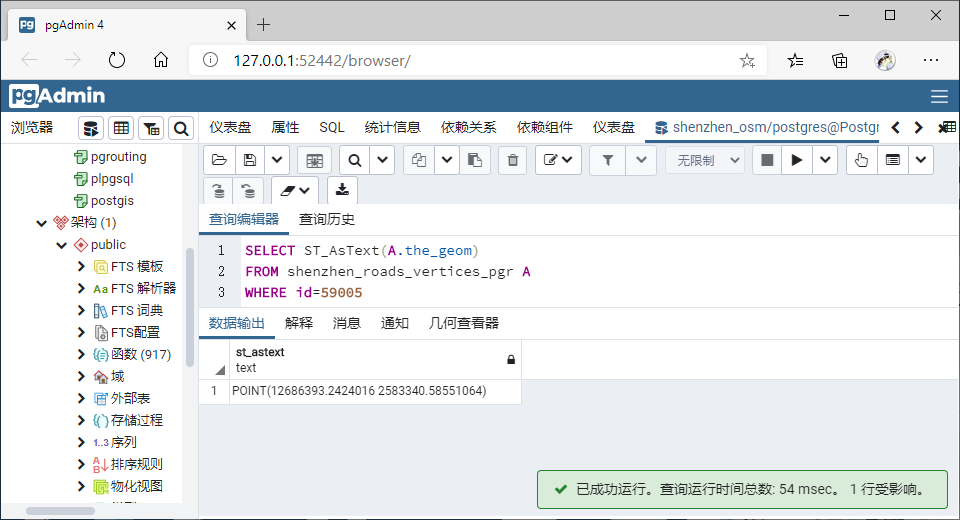 pgAdmin 4
127.0.0.1:52442/browser/
pgAdmin
浏览器
仪表盘 属性 SQL 统计信息 依赖关系 依赖组件 仪表盘 shenzhen_osm/postgres@Postgr
pgrouting
plpgsql
postgis
架构 (1)
public
FTS 模板
FTS 解析器
FTS 词典
FTS配置
函数 (917)
域
外部表
存储过程
1..3 序列
排序规则
物化视图
无限制
查询编辑器 查询历史
1 SELECT ST_AsText(A.the_geom)
2 FROM shenzhen_roads_vertices_pgr A
3 WHERE id=59005
数据输出 解释 消息 通知 几何查看器
st_astext
text
1 POINT(12686393.2424016 2583340.58551064)
已成功运行。查询运行时间总数: 54 msec。 1 行受影响。